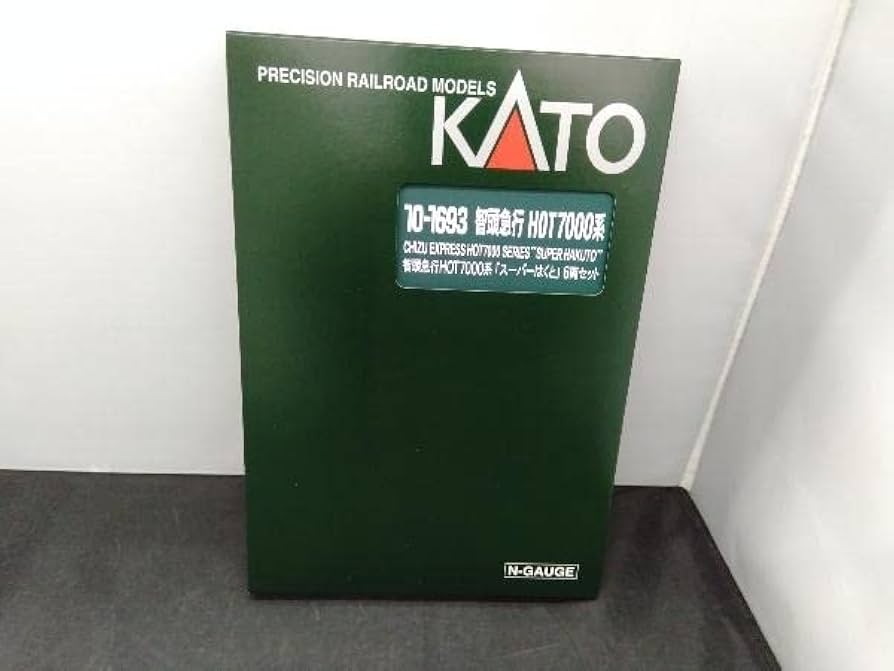 PRECISION RAILROAD MODELS
KATO
10-1693 智頭急行 HOT7000系
CHIZU EXPRESS HOT7000 SERIES "SUPER HAKUTO"
智頭急行HOT7000系「スーパーはくと」6両セット
N-GAUGE